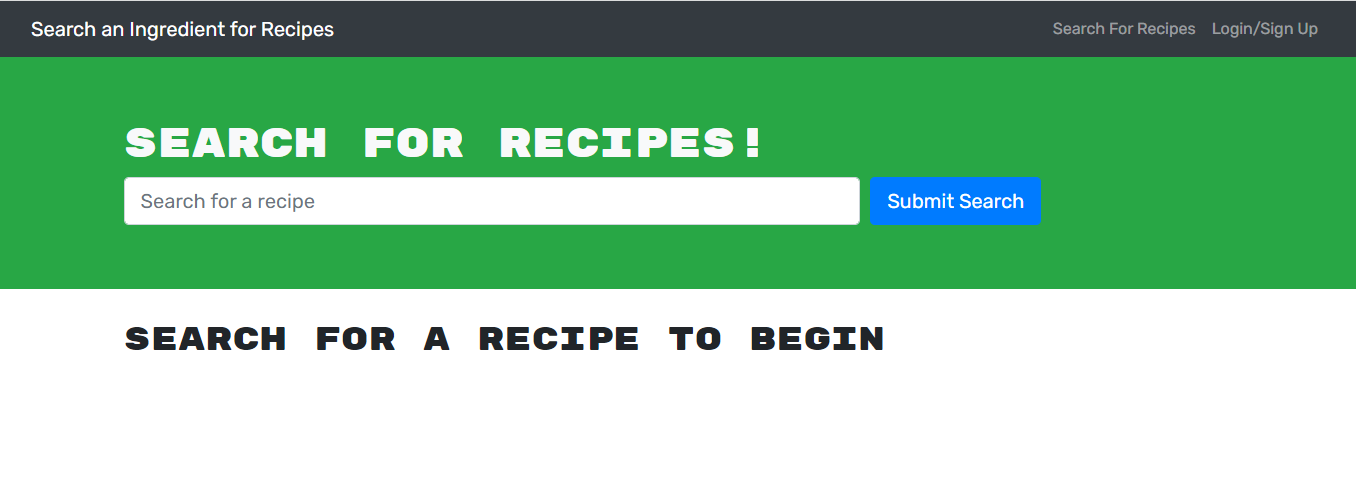 Search an Ingredient for Recipes
Search For Recipes Login/Sign Up
SEARCH FOR RECIPES!
Search for a recipe
Submit Search
SEARCH FOR A RECIPE TO BEGIN